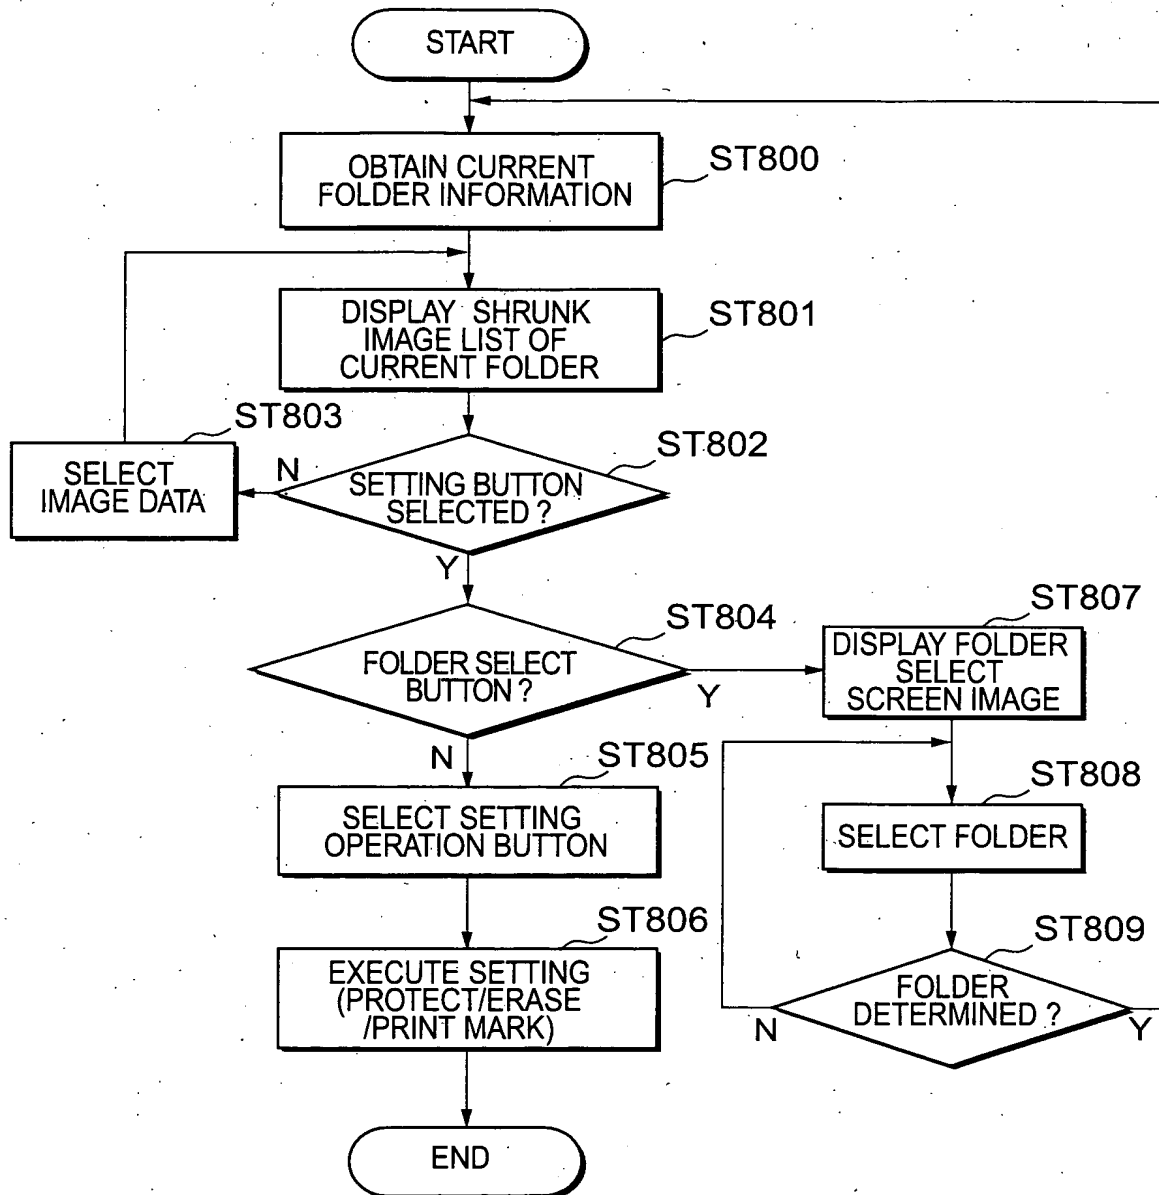 START
OBTAIN CURRENT
FOLDER INFORMATION
ST800
DISPLAY SHRUNK
IMAGE LIST OF
CURRENT FOLDER
ST801
ST803
SELECT
IMAGE DATA
N
SETTING BUTTON
SELECTED ?
ST802
Y
FOLDER SELECT
BUTTON ?
ST804
Y
N
ST807
DISPLAY FOLDER
SELECT
SCREEN IMAGE
ST805
SELECT SETTING
OPERATION BUTTON
ST808
SELECT FOLDER
ST806
EXECUTE SETTING
(PROTECT/ERASE
/PRINT MARK)
ST809
FOLDER
DETERMINED ?
N
Y
END